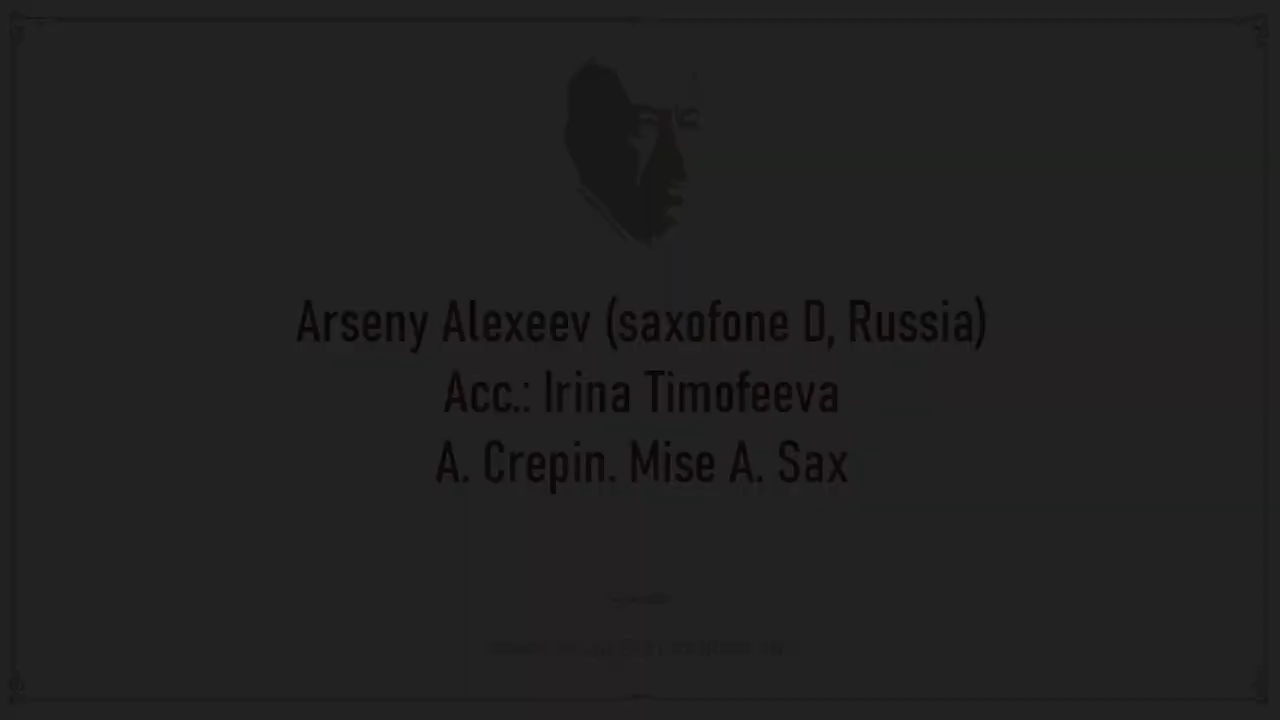 Arseny Alexeev (saxofone D, Russia)
Acc.: Irina Timofeeva
A. Crepin. Mise A. Sax